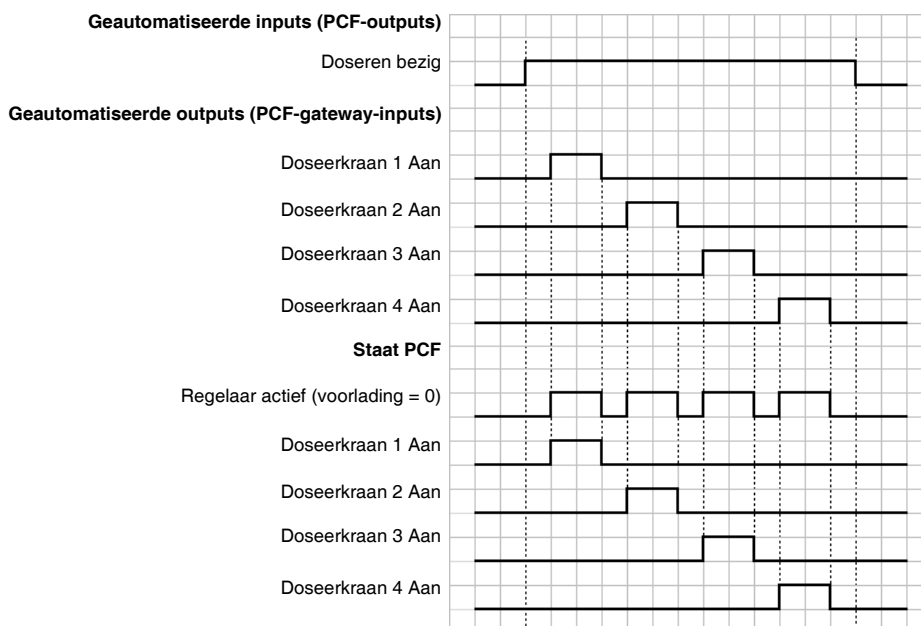 Geautomatiseerde inputs (PCF-outputs)
Doseren bezig
Geautomatiseerde outputs (PCF-gateway-inputs)
Doseerkraan 1 Aan
Doseerkraan 2 Aan
Doseerkraan 3 Aan
Doseerkraan 4 Aan
Staat PCF
Regelaar actief (voorlading = 0)
Doseerkraan 1 Aan
Doseerkraan 2 Aan
Doseerkraan 3 Aan
Doseerkraan 4 Aan